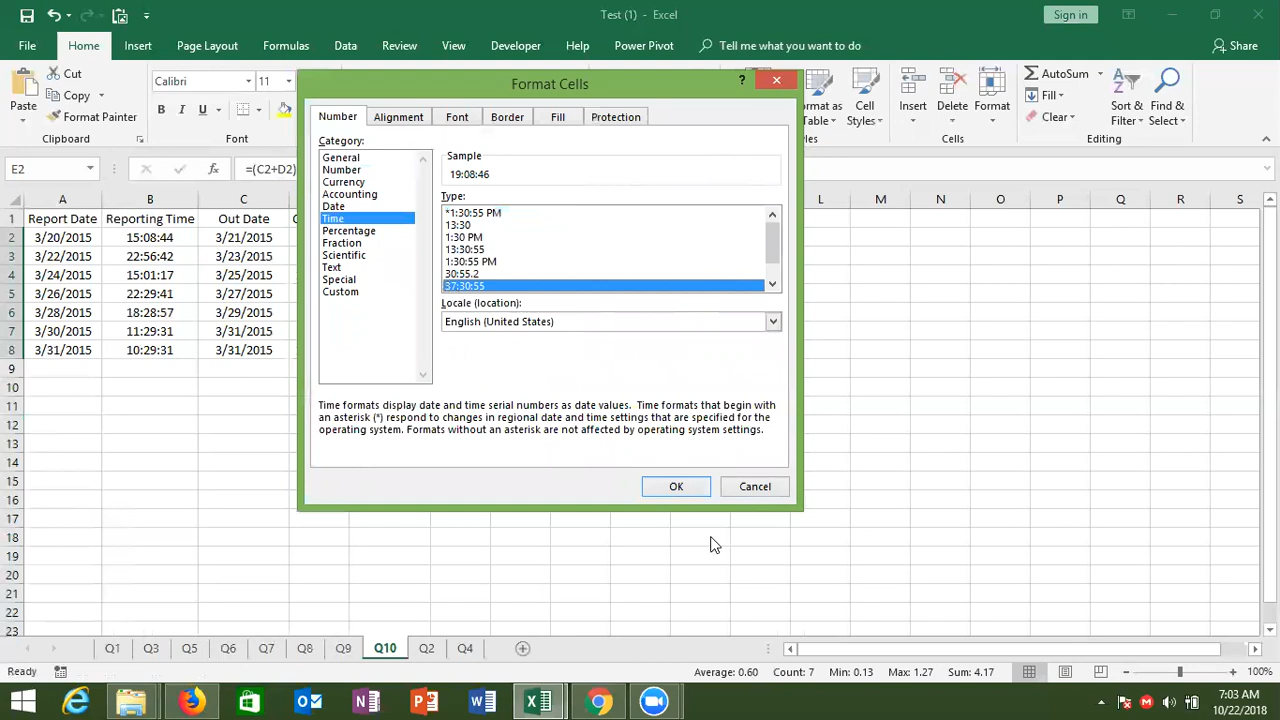 Test (1) - Excel
Sign in
File Home Insert Page Layout Formulas Data Review View Developer Help Power Pivot Tell me what you want to do Share
Paste
Cut
Copy
Format Painter
Clipboard
Calibri 11
B I U
Font
Format as Table
Cell Styles
Insert Delete Format
Cells
AutoSum
Fill
Clear
Sort & Filter
Find & Select
Editing
E2 =(C2+D2)
A B C L M N O P Q R S
1 Report Date Reporting Time Out Date
2 3/20/2015 15:08:44 3/21/2015
3 3/22/2015 22:56:42 3/23/2015
4 3/24/2015 15:01:17 3/25/2015
5 3/26/2015 22:29:41 3/27/2015
6 3/28/2015 18:28:57 3/29/2015
7 3/30/2015 11:29:31 3/31/2015
8 3/31/2015 10:29:31 3/31/2015
9
10
11
12
13
14
15
16
17
18
19
20
21
22
23
Format Cells
?
Number Alignment Font Border Fill Protection
Category:
General
Number
Currency
Accounting
Date
Time
Percentage
Fraction
Scientific
Text
Special
Custom
Sample
19:08:46
Type:
*1:30:55 PM
13:30
1:30 PM
13:30:55
1:30:55 PM
30:55.2
37:30:55
Locale (location):
English (United States)
Time formats display date and time serial numbers as date values. Time formats that begin with
an asterisk (*) respond to changes in regional date and time settings that are specified for the
operating system. Formats without an asterisk are not affected by operating system settings.
OK Cancel
Q1 Q3 Q5 Q6 Q7 Q8 Q9 Q10 Q2 Q4
Ready Average: 0.60 Count: 7 Min: 0.13 Max: 1.27 Sum: 4.17 100%
7:03 AM
10/22/2018